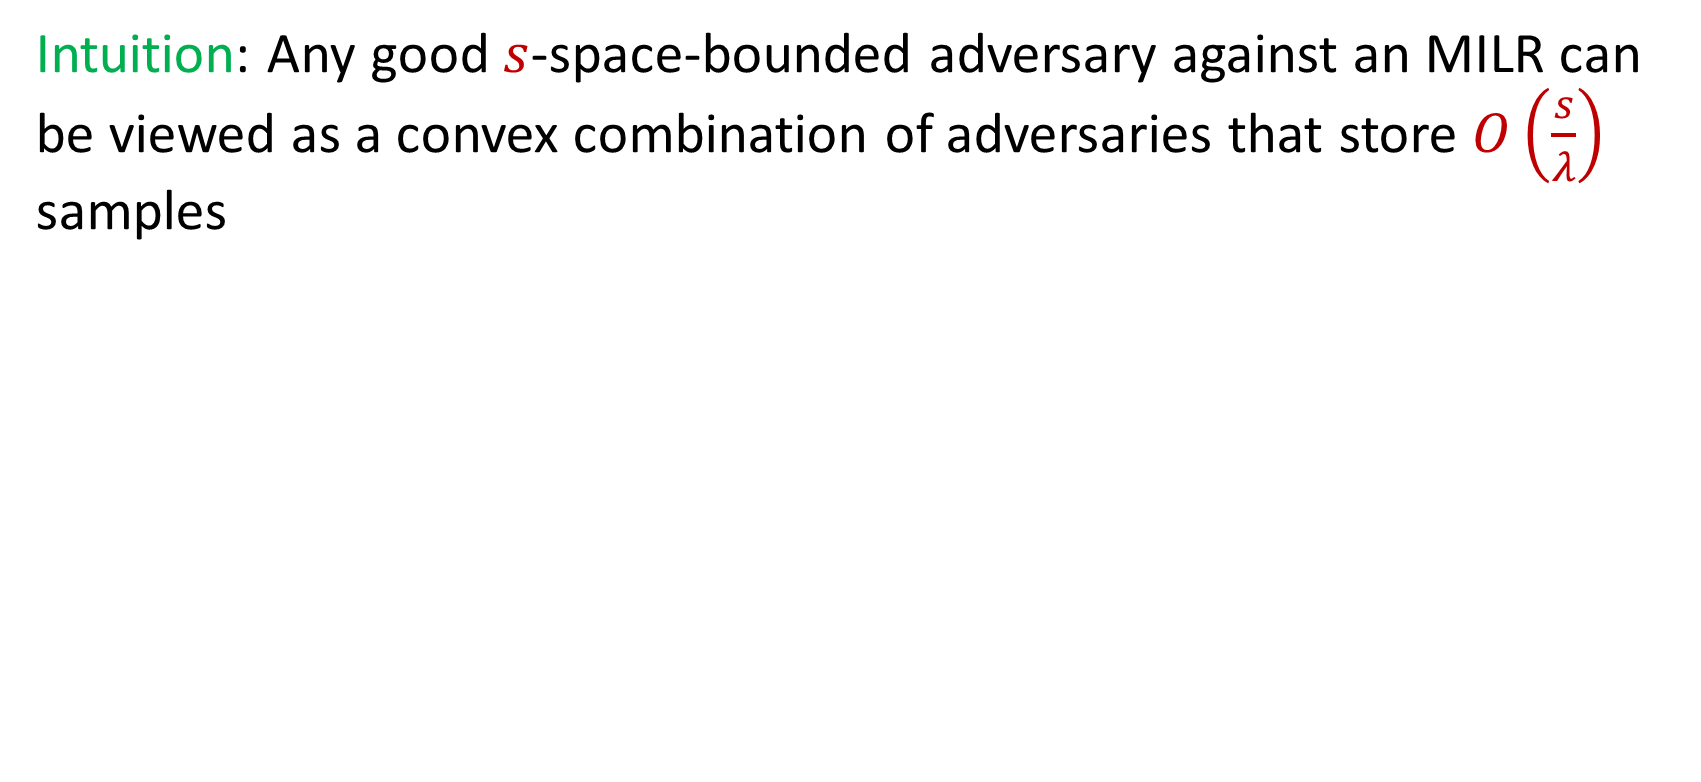 Intuition: Any good s-space-bounded adversary against an MILR can
be viewed as a convex combination of adversaries that store O(s/λ)
samples